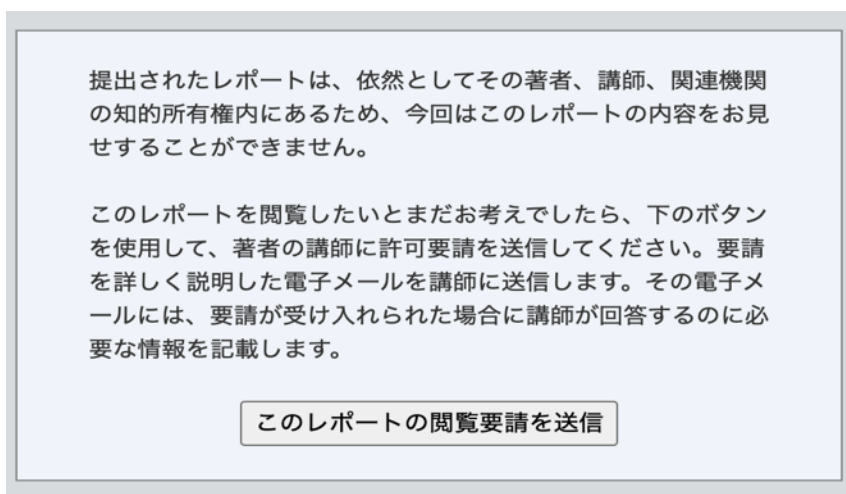 提出されたレポートは、依然としてその著者、講師、関連機関
の知的所有権内にあるため、今回はこのレポートの内容をお見
せすることができません。
このレポートを閲覧したいとまだお考えでしたら、下のボタン
を使用して、著者の講師に許可要請を送信してください。要請
を詳しく説明した電子メールを講師に送信します。その電子メ
ールには、要請が受け入れられた場合に講師が回答するのに必
要な情報を記載します。
このレポートの閲覧要請を送信